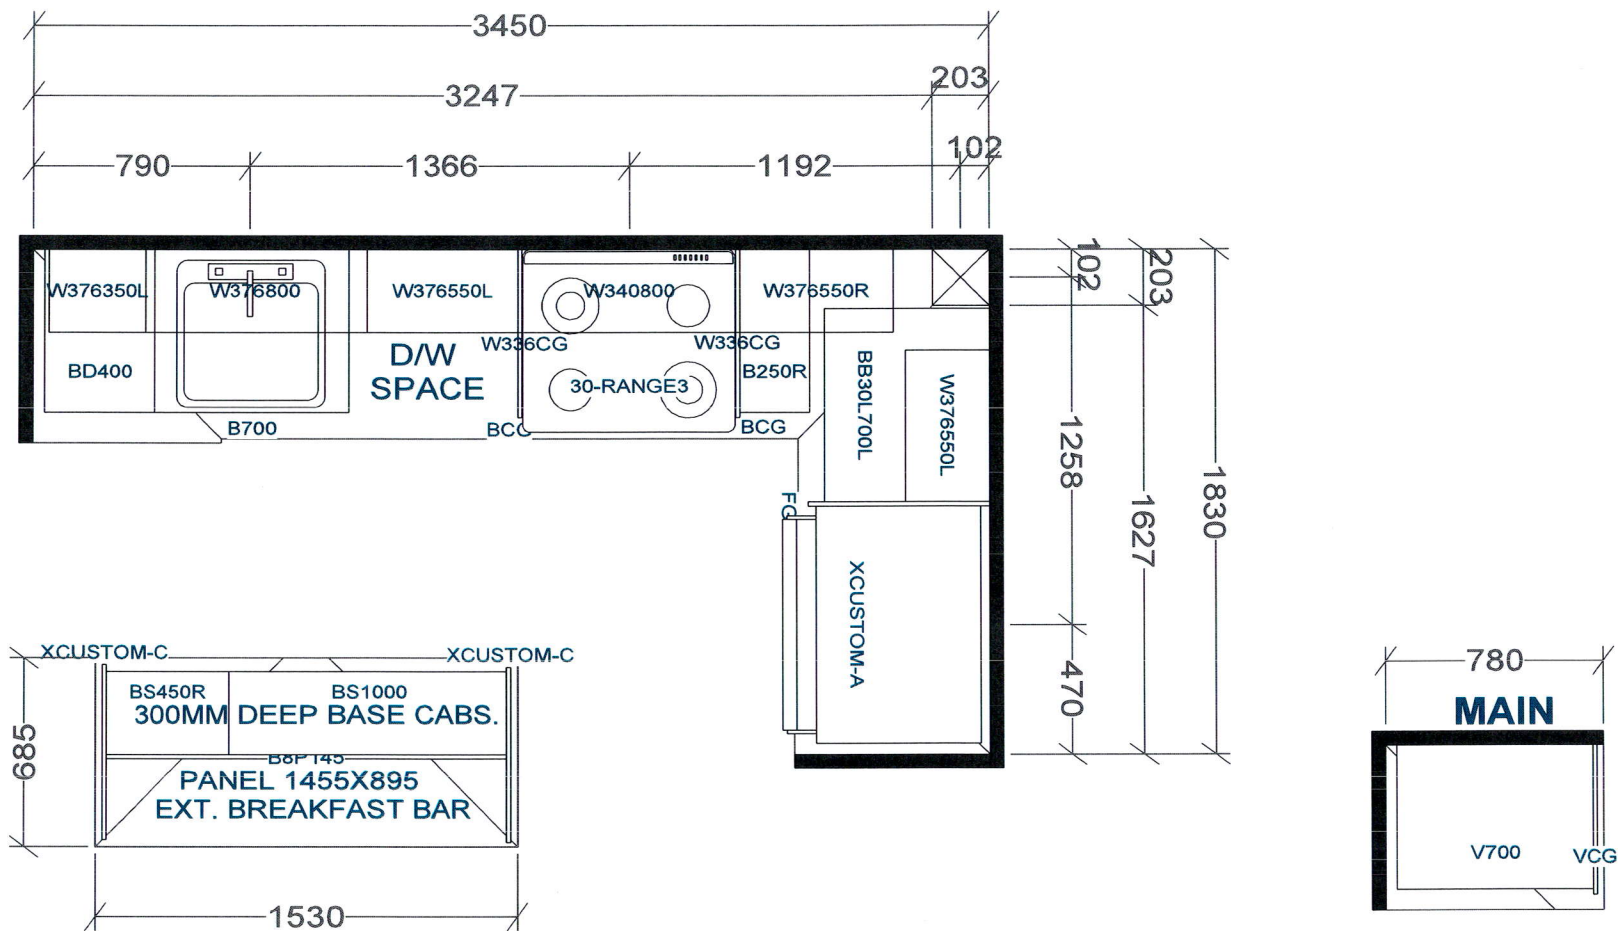 3450
203
3247
102
790
1366
1192
W376350L
W376800
W376550L
W340800
W376550R
102
203
W336CG
W336CG
D/W
SPACE
BD400
30-RANGE3
B250R
BB30L700L
W376550L
B700
BCG
BCG
1258
1830
1627
FG
XCUSTOM-A
470
XCUSTOM-C
XCUSTOM-C
BS450R
BS1000
300MM DEEP BASE CABS.
685
B8P145
PANEL 1455X895
EXT. BREAKFAST BAR
1530
780
MAIN
V700
VCG